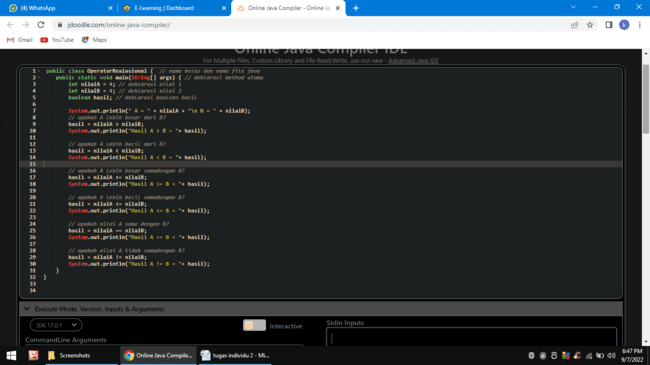 (4) WhatsApp
E-Learning | Dashboard
Online Java Compiler - Online Ja
jdoodle.com/online-java-compiler/
Gmail
YouTube
Maps
Online Java Compiler IDE
For Multiple Files, Custom Library and File Read/Write, use our new - Advanced Java IDE
1 public class OperatorRealasional { // nama kelas dan nama file java
2 public static void main(String[] args) { // deklarasi method utama
3 int nilaiA = 4; // deklarasi nilai 1
4 int nilaiB = 4; // deklarasi nilai 2
5 boolean hasil; // deklarasi boolean hasil
6
7 System.out.println(" A = " + nilaiA + "\n B = " + nilaiB);
8 // apakah A lebih besar dari B?
9 hasil = nilaiA > nilaiB;
10 System.out.println("Hasil A > B = "+ hasil);
11
12 // apakah A lebih kecil dari B?
13 hasil = nilaiA < nilaiB;
14 System.out.println("Hasil A < B = "+ hasil);
15
16 // apakah A lebih besar samadengan B?
17 hasil = nilaiA >= nilaiB;
18 System.out.println("Hasil A >= B = "+ hasil);
19
20 // apakah A lebih kecil samadengan B?
21 hasil = nilaiA <= nilaiB;
22 System.out.println("Hasil A <= B = "+ hasil);
23
24 // apakah nilai A sama dengan B?
25 hasil = nilaiA == nilaiB;
26 System.out.println("Hasil A == B = "+ hasil);
27
28 // apakah nilai A tidak samadengan B?
29 hasil = nilaiA != nilaiB;
30 System.out.println("Hasil A != B = "+ hasil);
31 }
32 }
33
34
Execute Mode, Version, Inputs & Arguments
JDK 17.0.1
Interactive
Stdin Inputs
CommandLine Arguments
Screenshots
Online Java Compile...
tugas individu 2 - Mi...
6:47 PM
9/7/2022